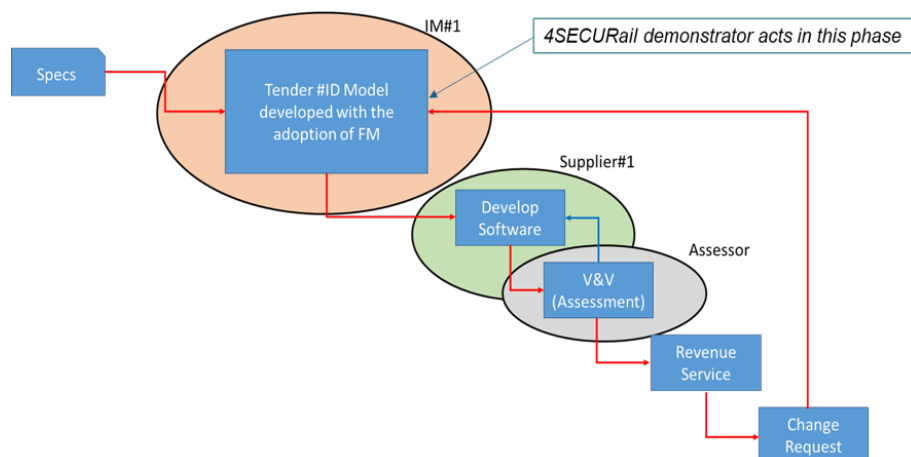 IM#1
4SECURail demonstrator acts in this phase
Specs
Tender #ID Model
developed with the
adoption of FM
Supplier#1
Develop
Software
Assessor
V&V
(Assessment)
Revenue
Service
Change
Request